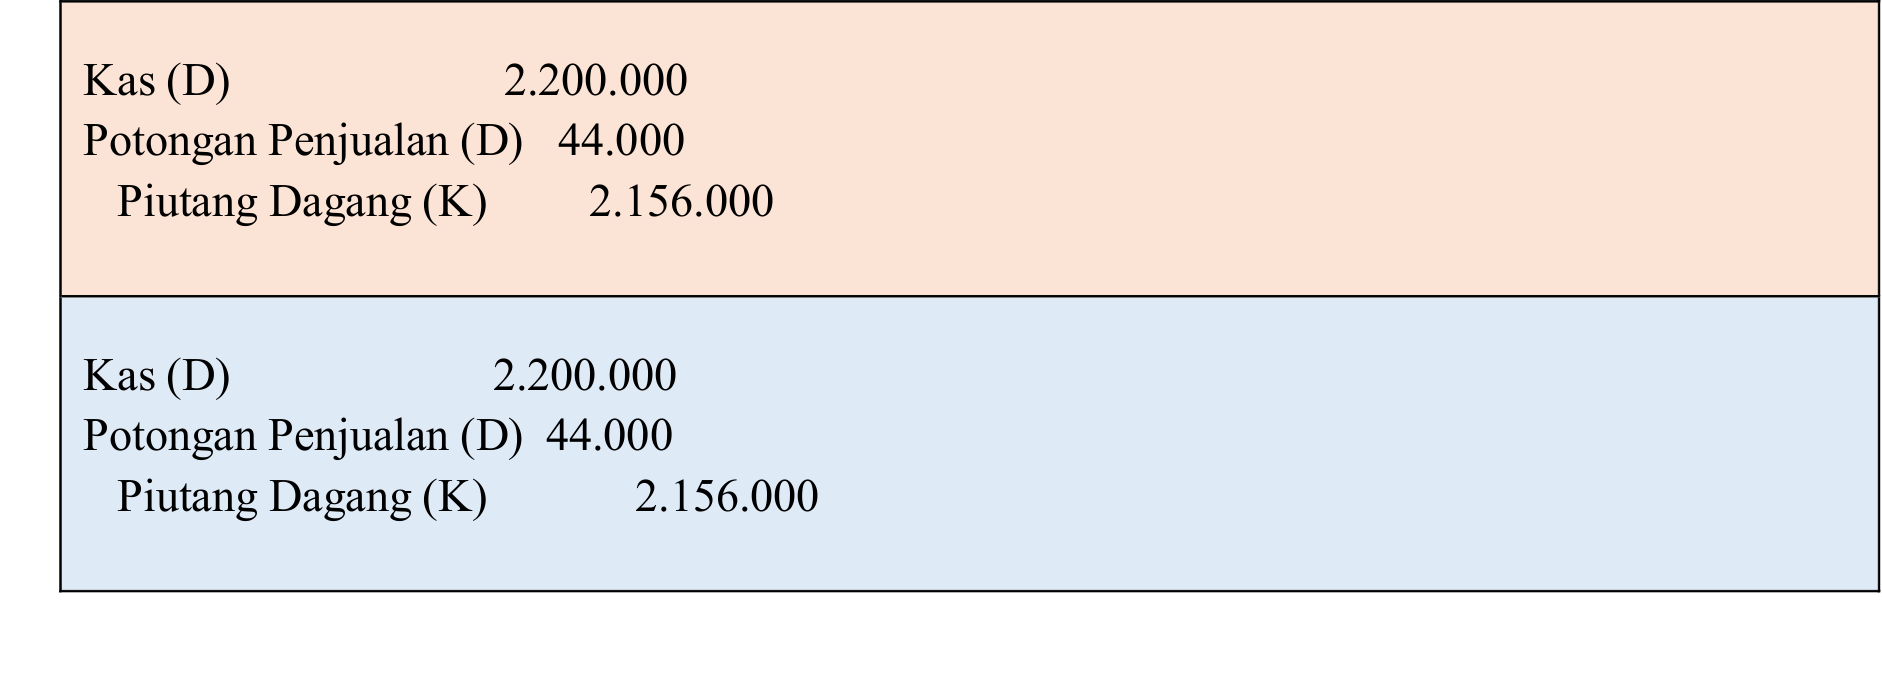 Kas (D) 2.200.000
Potongan Penjualan (D) 44.000
Piutang Dagang (K) 2.156.000
Kas (D) 2.200.000
Potongan Penjualan (D) 44.000
Piutang Dagang (K) 2.156.000